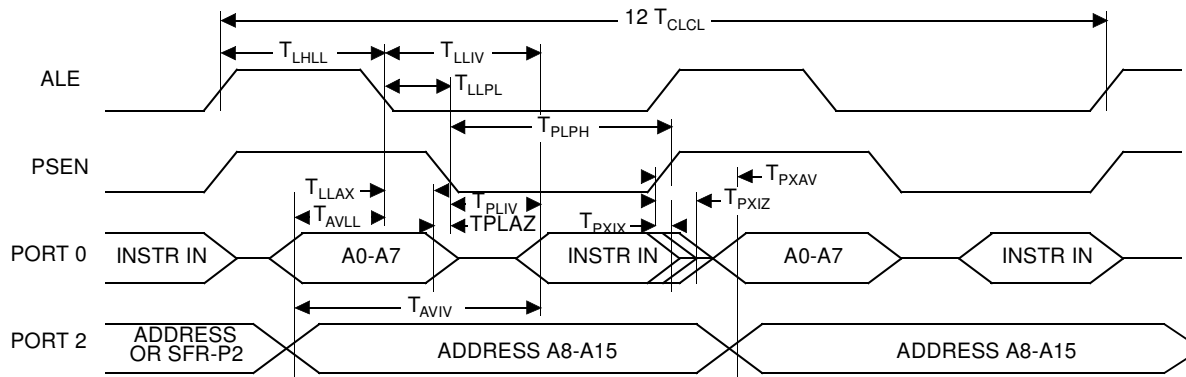 12 TCLCL
TLHLL TLLIV
ALE
TLLPL
TPLPH
PSEN
TLLAX TPLIV TPXAV
TPXIZ
TAVLL TPLAZ TPXIX
PORT 0 INSTR IN A0-A7 INSTR IN A0-A7 INSTR IN
TAVIV
PORT 2 ADDRESS OR SFR-P2 ADDRESS A8-A15 ADDRESS A8-A15